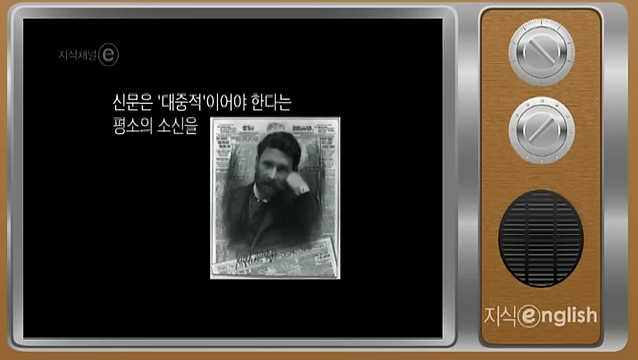 지식채널 e
신문은 '대중적'이어야 한다는
평소의 소신을
지식 english